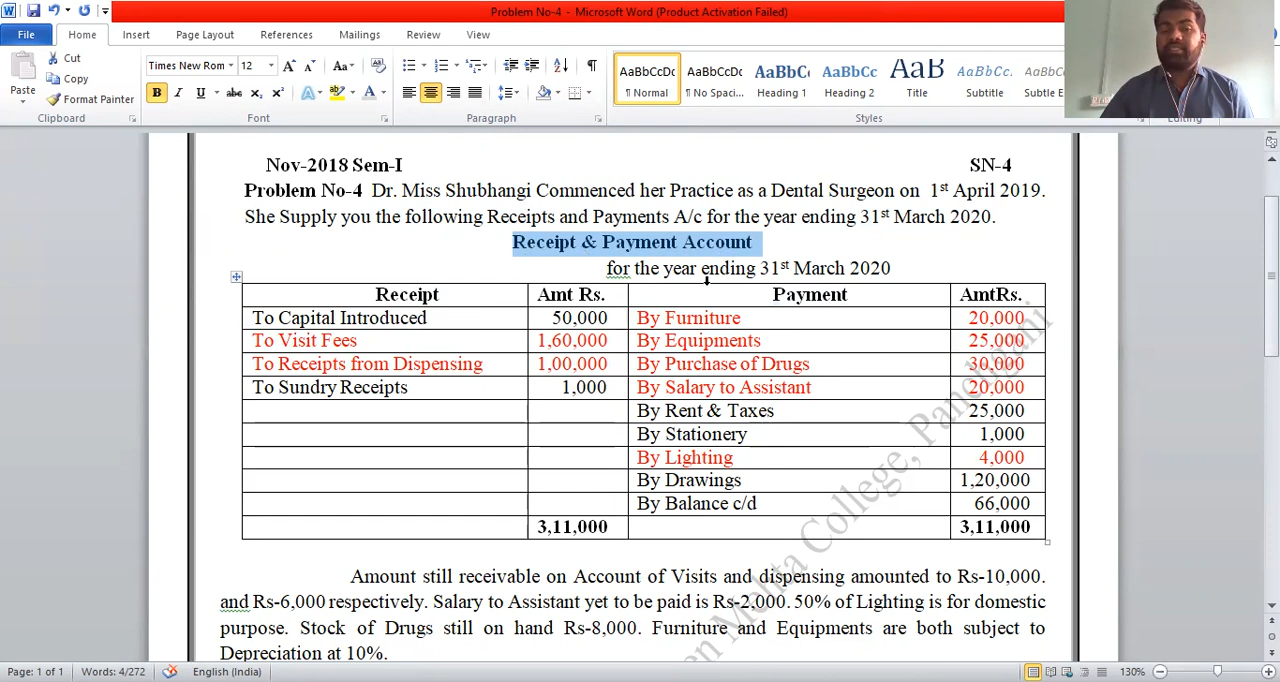 Problem No-4 - Microsoft Word (Product Activation Failed)
File Home Insert Page Layout References Mailings Review View
Cut
Copy
Format Painter
Paste
Times New Rom 12
AaBbCcDc AaBbCcDc AaBbCc AaBbCc AaB AaBbCc. AaBbCcDc
¶ Normal ¶ No Spaci... Heading 1 Heading 2 Title Subtitle Subtle E
Clipboard Font Paragraph Styles Editing
Nov-2018 Sem-I SN-4
Problem No-4 Dr. Miss Shubhangi Commenced her Practice as a Dental Surgeon on 1st April 2019.
She Supply you the following Receipts and Payments A/c for the year ending 31st March 2020.
Receipt & Payment Account
for the year ending 31st March 2020
Receipt Amt Rs. Payment AmtRs.
To Capital Introduced 50,000 By Furniture 20,000
To Visit Fees 1,60,000 By Equipments 25,000
To Receipts from Dispensing 1,00,000 By Purchase of Drugs 30,000
To Sundry Receipts 1,000 By Salary to Assistant 20,000
By Rent & Taxes 25,000
By Stationery 1,000
By Lighting 4,000
By Drawings 1,20,000
By Balance c/d 66,000
3,11,000 3,11,000
Amount still receivable on Account of Visits and dispensing amounted to Rs-10,000.
and Rs-6,000 respectively. Salary to Assistant yet to be paid is Rs-2,000. 50% of Lighting is for domestic
purpose. Stock of Drugs still on hand Rs-8,000. Furniture and Equipments are both subject to
Depreciation at 10%.
en Mehta College, Panchgani
Page: 1 of 1 Words: 4/272 English (India) 130%